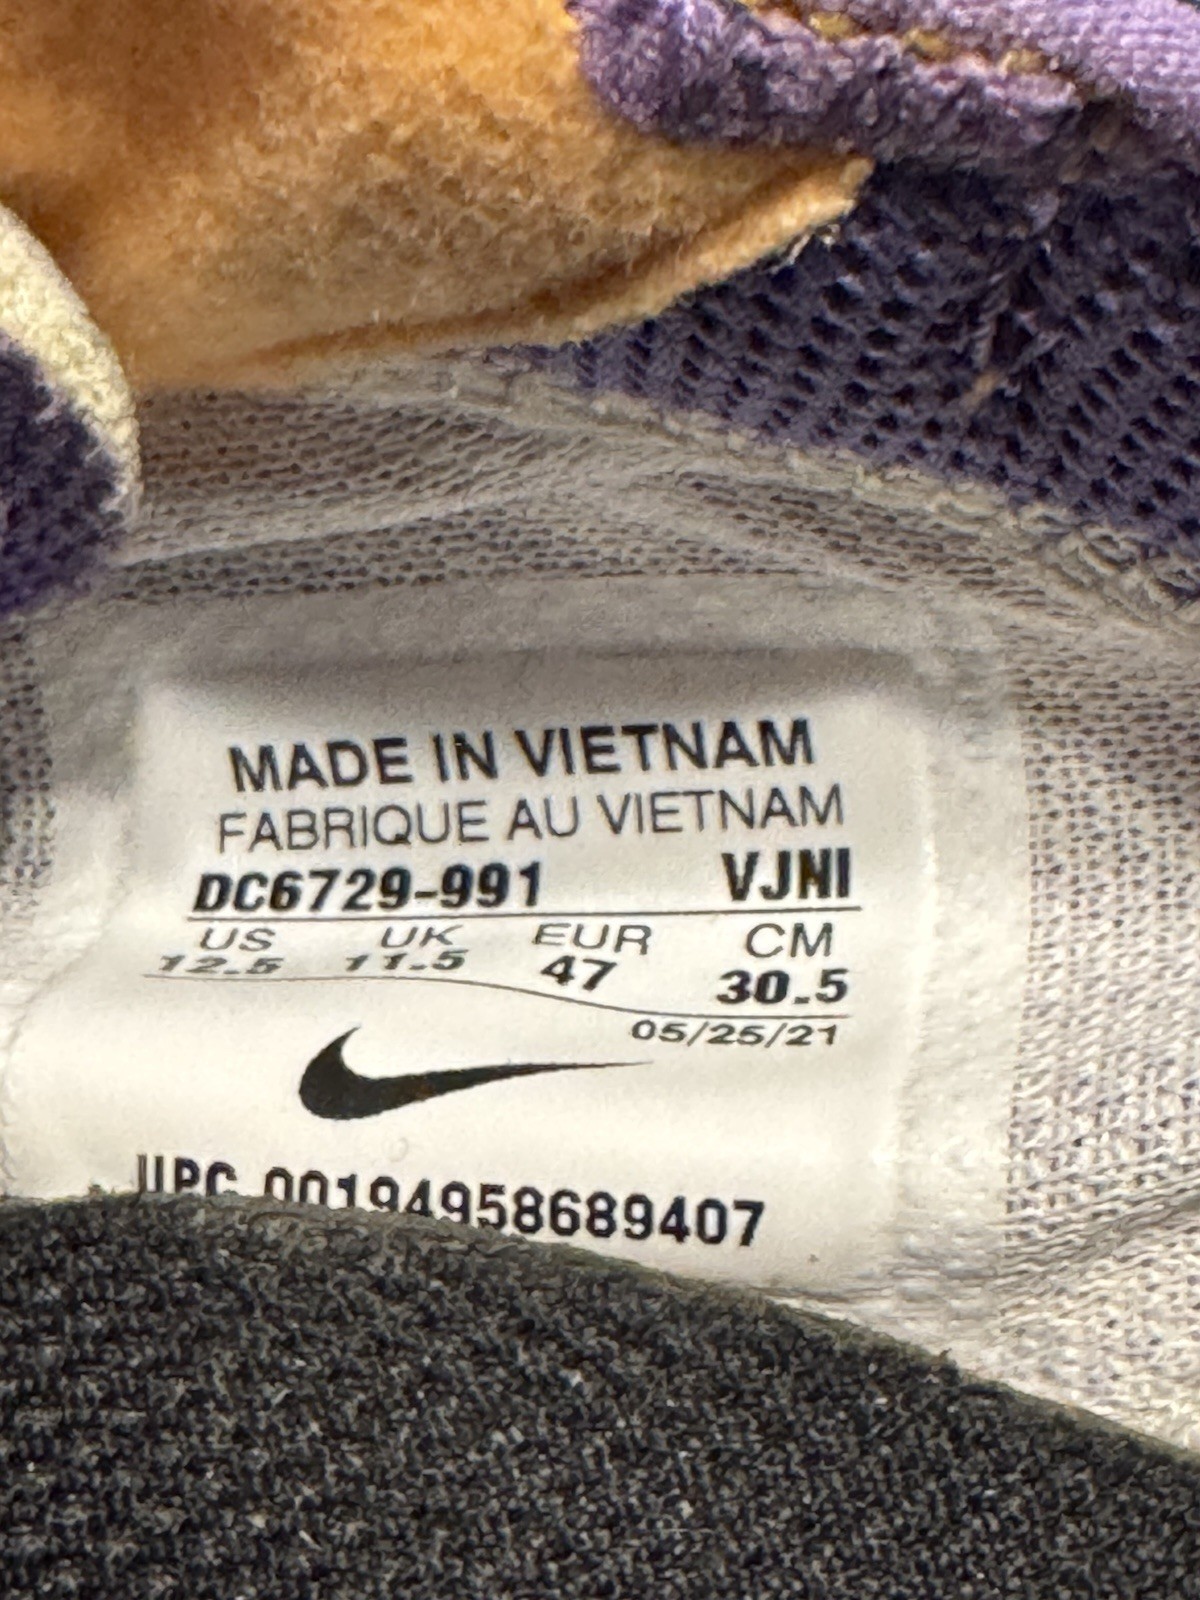 MADE IN VIETNAM
FABRIQUE AU VIETNAM
DC6729-991 VJNI
US UK EUR CM
12.5 11.5 47 30.5
05/25/21
UPC 00194958689407